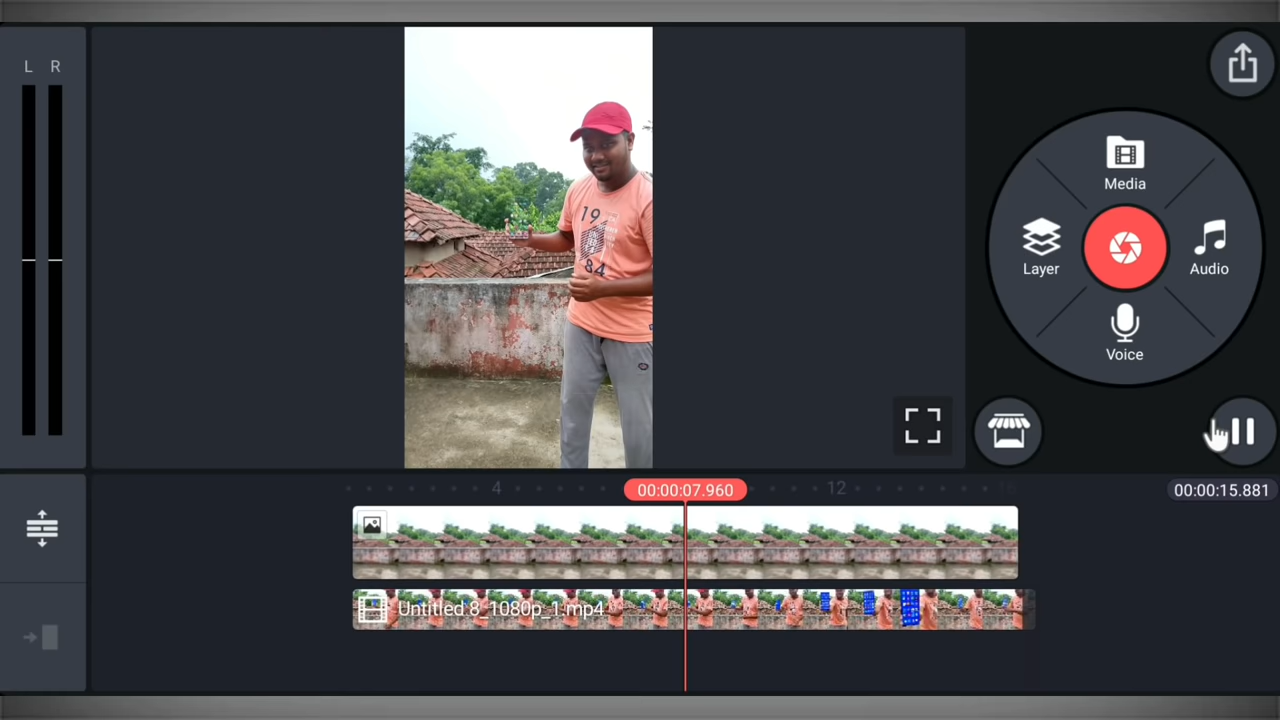 L R
Media
Layer
Audio
Voice
19
84
4
00:00:07.960
12
16
00:00:15.881
Untitled 8_1080p_1.mp4